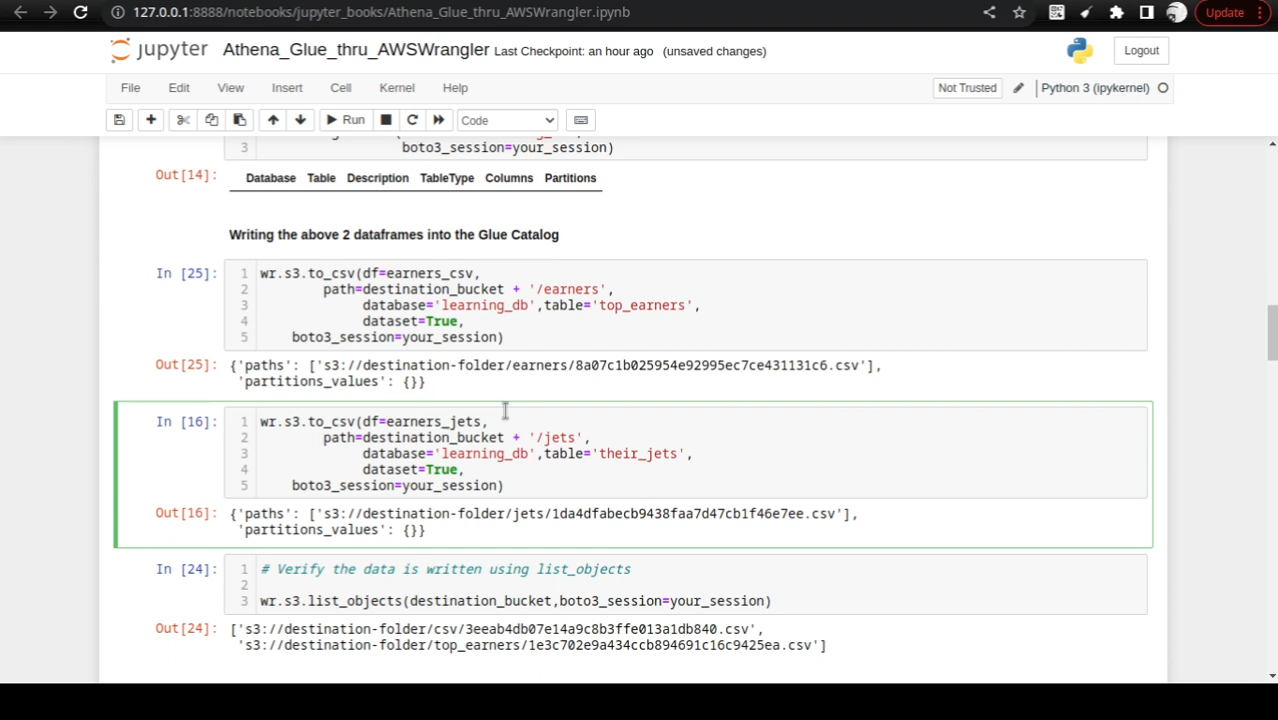 127.0.0.1:8888/notebooks/jupyter_books/Athena_Glue_thru_AWSWrangler.ipynb
Update
jupyter Athena_Glue_thru_AWSWrangler Last Checkpoint: an hour ago (unsaved changes)
Logout
File Edit View Insert Cell Kernel Help
Not Trusted Python 3 (ipykernel)
Run Code
3 boto3_session=your_session)
Out[14]: Database Table Description TableType Columns Partitions
Writing the above 2 dataframes into the Glue Catalog
In [25]: 1 wr.s3.to_csv(df=earners_csv,
2 path=destination_bucket + '/earners',
3 database='learning_db',table='top_earners',
4 dataset=True,
5 boto3_session=your_session)
Out[25]: {'paths': ['s3://destination-folder/earners/8a07c1b025954e92995ec7ce431131c6.csv'],
'partitions_values': {}}
In [16]: 1 wr.s3.to_csv(df=earners_jets,
2 path=destination_bucket + '/jets',
3 database='learning_db',table='their_jets',
4 dataset=True,
5 boto3_session=your_session)
Out[16]: {'paths': ['s3://destination-folder/jets/1da4dfabecb9438faa7d47cb1f46e7ee.csv'],
'partitions_values': {}}
In [24]: 1 # Verify the data is written using list_objects
2
3 wr.s3.list_objects(destination_bucket,boto3_session=your_session)
Out[24]: ['s3://destination-folder/csv/3eeab4db07e14a9c8b3ffe013a1db840.csv',
's3://destination-folder/top_earners/1e3c702e9a434ccb894691c16c9425ea.csv']